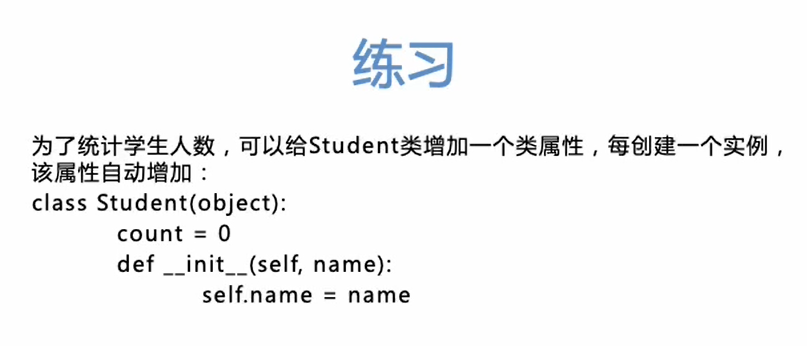 练习
为了统计学生人数，可以给Student类增加一个类属性，每创建一个实例，
该属性自动增加：
class Student(object):
count = 0
def __init__(self, name):
self.name = name